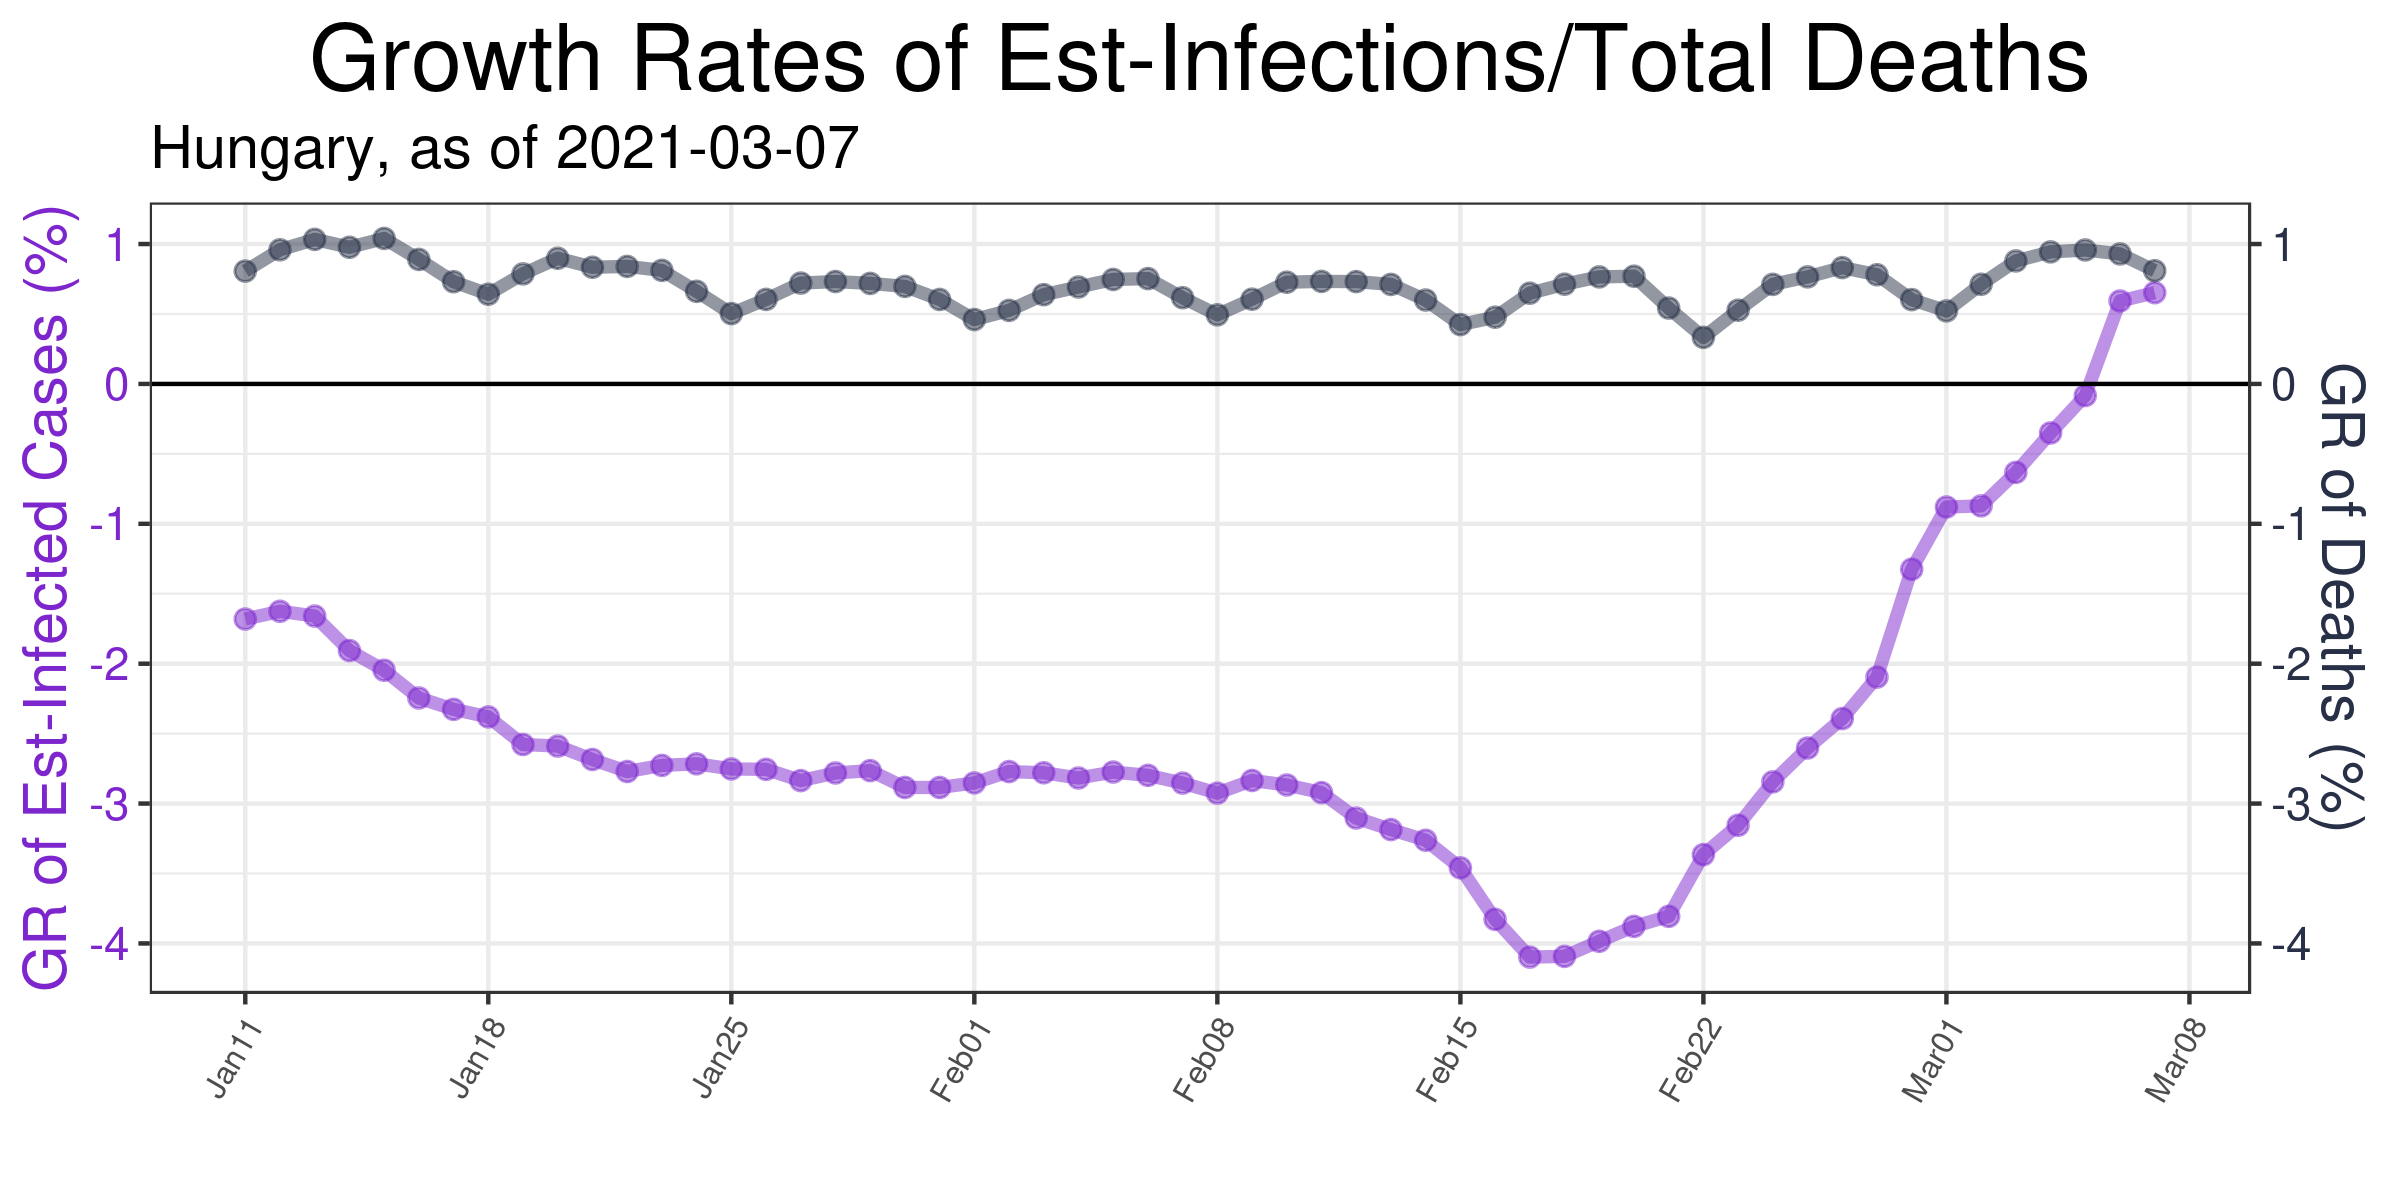 Growth Rates of Est-Infections/Total Deaths
Hungary, as of 2021-03-07
GR of Est-Infected Cases (%)
1
0
-1
-2
-3
-4
1
0
-1
-2
-3
-4
GR of Deaths (%)
Jan11
Jan18
Jan25
Feb01
Feb08
Feb15
Feb22
Mar01
Mar08